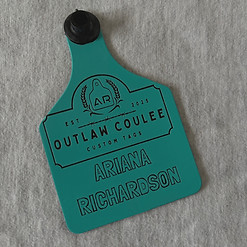 AR
EST 2021
OUTLAW COULEE
CUSTOM TAGS
ARIANA
RICHARDSON